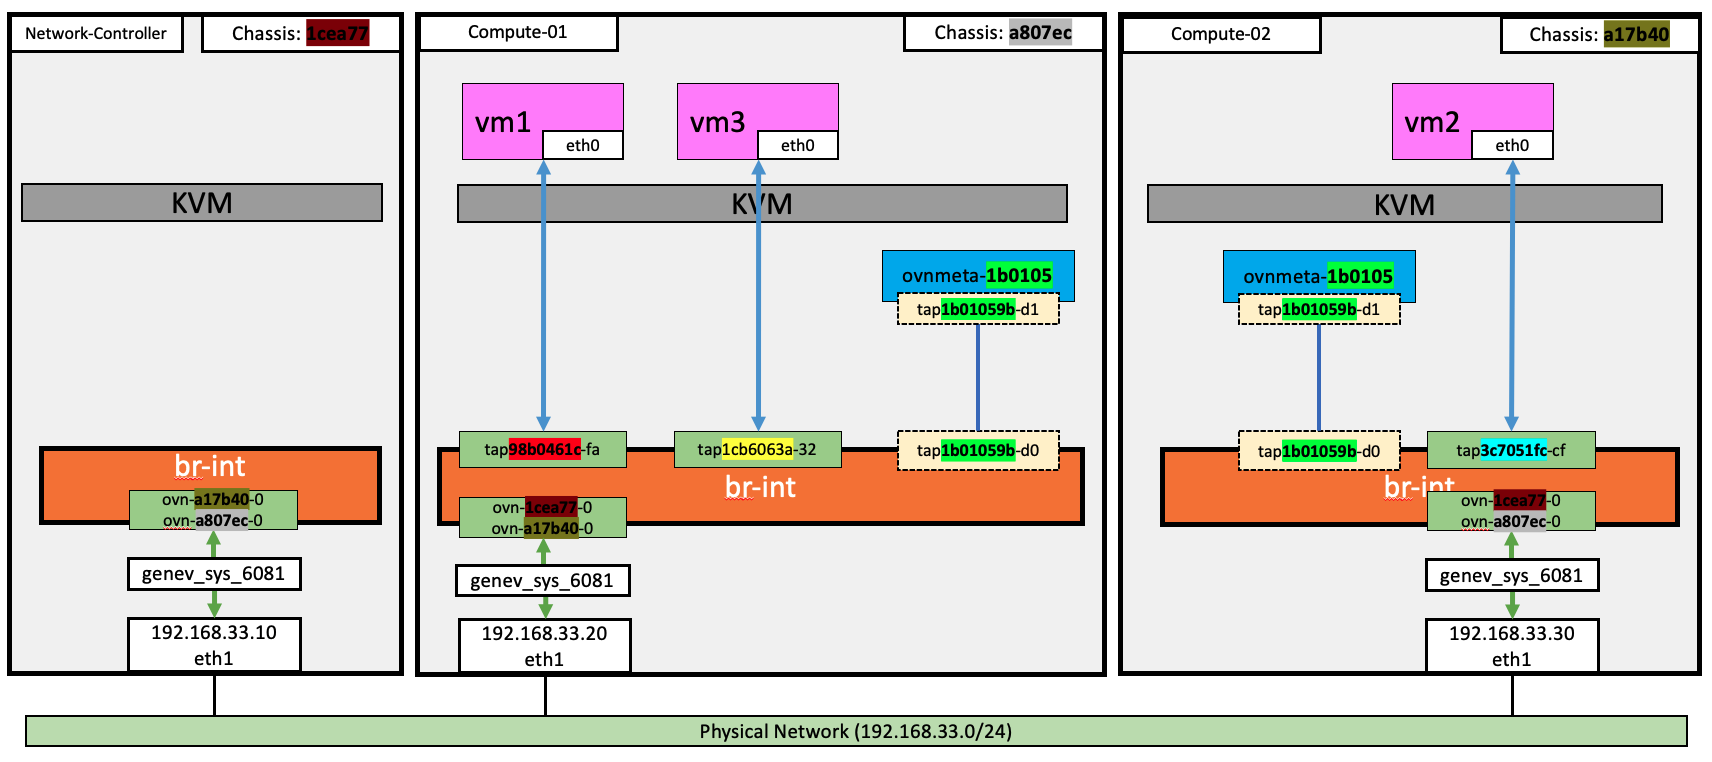 Network-Controller
Chassis: 1cea77
KVM
br-int
ovn-a17b40-0
ovn-a807ec-0
genev_sys_6081
192.168.33.10
eth1
Compute-01
Chassis: a807ec
vm1
eth0
vm3
eth0
KVM
ovnmeta-1b0105
tap1b01059b-d1
tap98b0461c-fa
tap1cb6063a-32
tap1b01059b-d0
br-int
ovn-1cea77-0
ovn-a17b40-0
genev_sys_6081
192.168.33.20
eth1
Compute-02
Chassis: a17b40
vm2
eth0
KVM
ovnmeta-1b0105
tap1b01059b-d1
tap1b01059b-d0
tap3c7051fc-cf
br-int
ovn-1cea77-0
ovn-a807ec-0
genev_sys_6081
192.168.33.30
eth1
Physical Network (192.168.33.0/24)